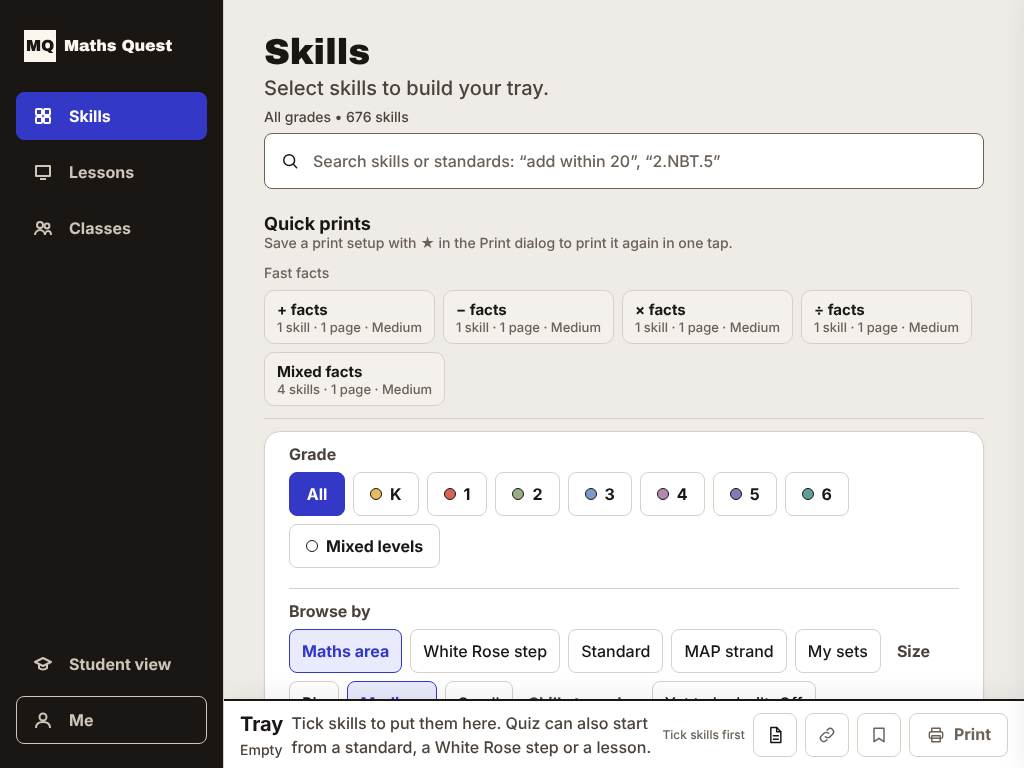 MQ Maths Quest
Skills
Lessons
Classes
Student view
Me
Skills
Select skills to build your tray.
All grades • 676 skills
Search skills or standards: “add within 20”, “2.NBT.5”
Quick prints
Save a print setup with ★ in the Print dialog to print it again in one tap.
Fast facts
+ facts
1 skill · 1 page · Medium
− facts
1 skill · 1 page · Medium
× facts
1 skill · 1 page · Medium
÷ facts
1 skill · 1 page · Medium
Mixed facts
4 skills · 1 page · Medium
Grade
All K 1 2 3 4 5 6
Mixed levels
Browse by
Maths area White Rose step Standard MAP strand My sets Size
Tray
Empty
Tick skills to put them here. Quiz can also start
from a standard, a White Rose step or a lesson.
Tick skills first
Print